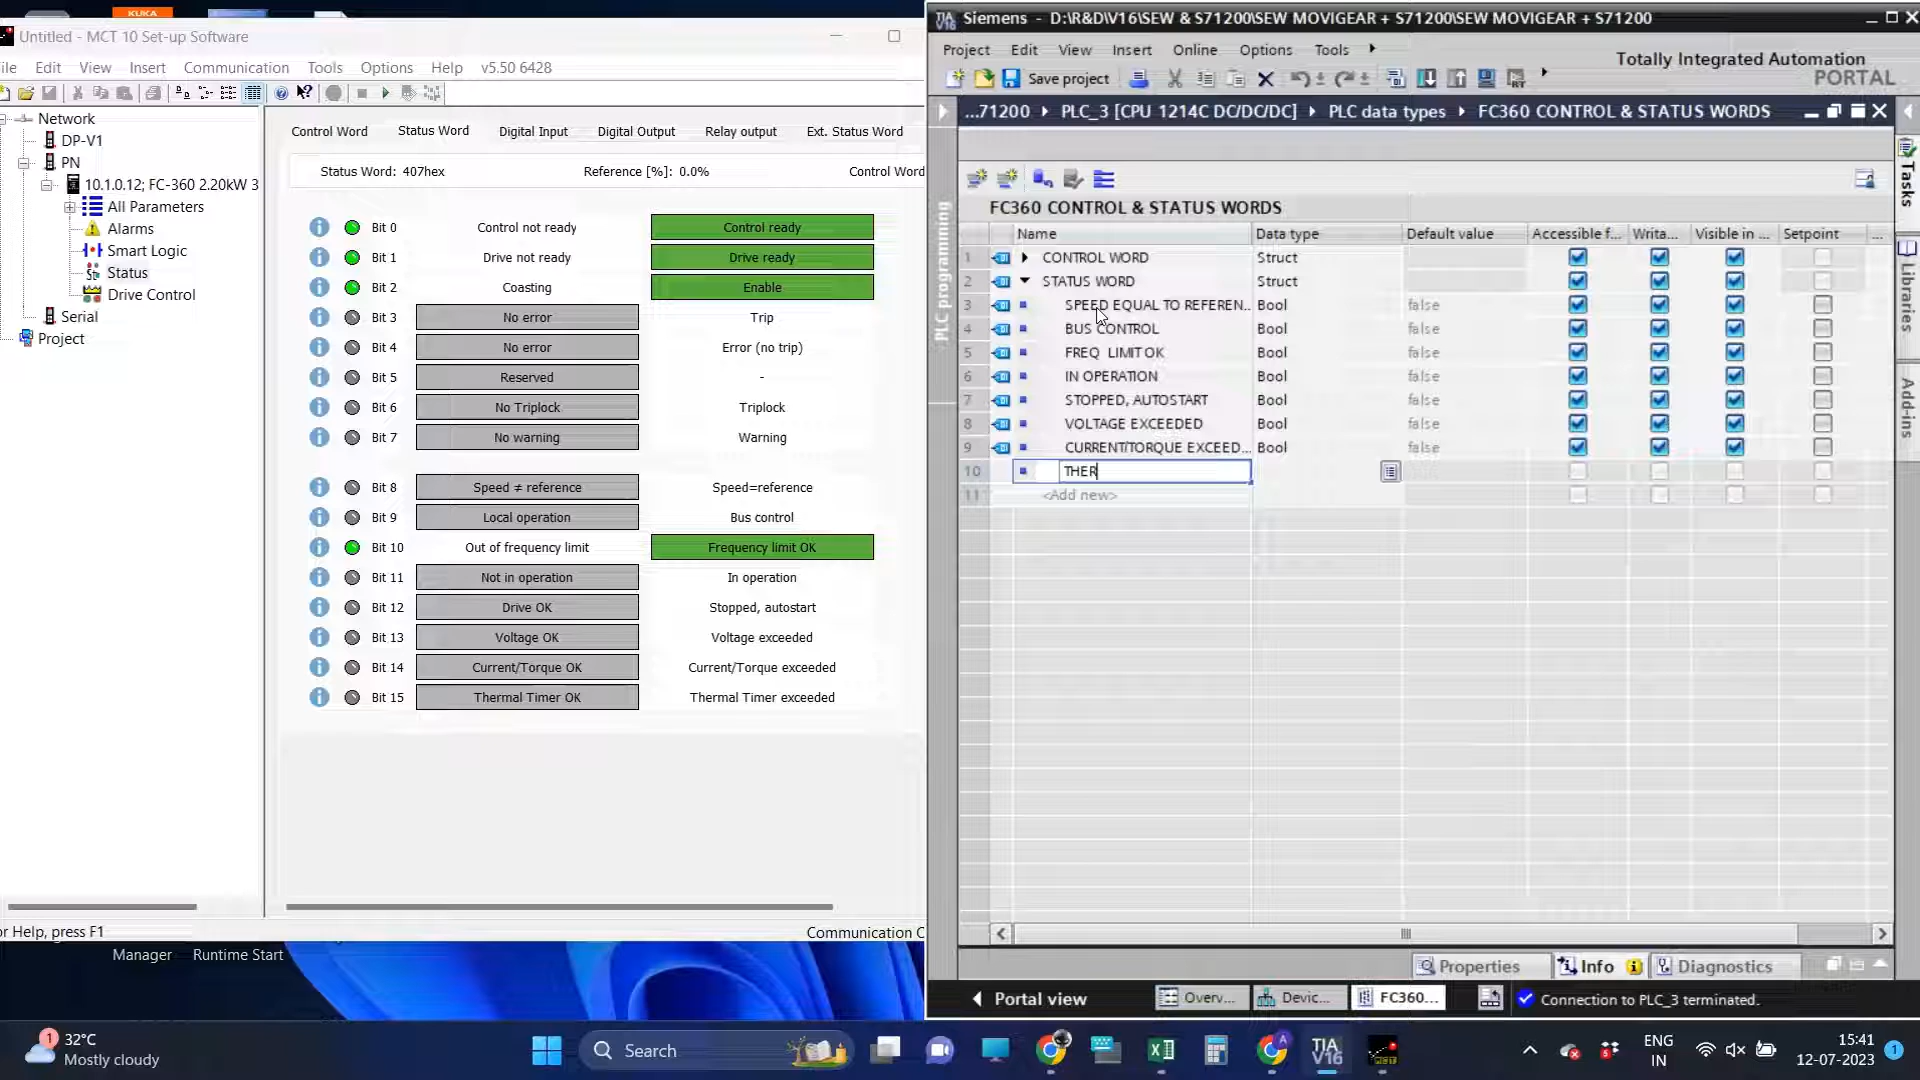 KUKA
Untitled - MCT 10 Set-up Software
ile Edit View Insert Communication Tools Options Help v5.50 6428
Network
DP-V1
PN
10.1.0.12; FC-360 2.20kW 3
All Parameters
Alarms
Smart Logic
Status
Drive Control
Serial
Project
Control Word Status Word Digital Input Digital Output Relay output Ext. Status Word
Status Word: 407hex Reference [%]: 0.0% Control Word
Bit 0 Control not ready Control ready
Bit 1 Drive not ready Drive ready
Bit 2 Coasting Enable
Bit 3 No error Trip
Bit 4 No error Error (no trip)
Bit 5 Reserved -
Bit 6 No Triplock Triplock
Bit 7 No warning Warning
Bit 8 Speed ≠ reference Speed=reference
Bit 9 Local operation Bus control
Bit 10 Out of frequency limit Frequency limit OK
Bit 11 Not in operation In operation
Bit 12 Drive OK Stopped, autostart
Bit 13 Voltage OK Voltage exceeded
Bit 14 Current/Torque OK Current/Torque exceeded
Bit 15 Thermal Timer OK Thermal Timer exceeded
or Help, press F1
Communication C
Manager Runtime Start
TIA V16 Siemens - D:\R&D\V16\SEW & S71200\SEW MOVIGEAR + S71200\SEW MOVIGEAR + S71200
Project Edit View Insert Online Options Tools
Totally Integrated Automation
PORTAL
Save project
...71200 PLC_3 [CPU 1214C DC/DC/DC] PLC data types FC360 CONTROL & STATUS WORDS
PLC programming
FC360 CONTROL & STATUS WORDS
Name Data type Default value Accessible f... Writa... Visible in ... Setpoint ...
1 CONTROL WORD Struct
2 STATUS WORD Struct
3 SPEED EQUAL TO REFEREN... Bool false
4 BUS CONTROL Bool false
5 FREQ LIMIT OK Bool false
6 IN OPERATION Bool false
7 STOPPED, AUTOSTART Bool false
8 VOLTAGE EXCEEDED Bool false
9 CURRENT/TORQUE EXCEED... Bool false
10 THER
11 <Add new>
Tasks
Libraries
Add-ins
Properties Info Diagnostics
Portal view Overv... Devic... FC360... Connection to PLC_3 terminated.
1
32°C
Mostly cloudy
Search
TIA V16
ENG
IN
15:41
12-07-2023
1